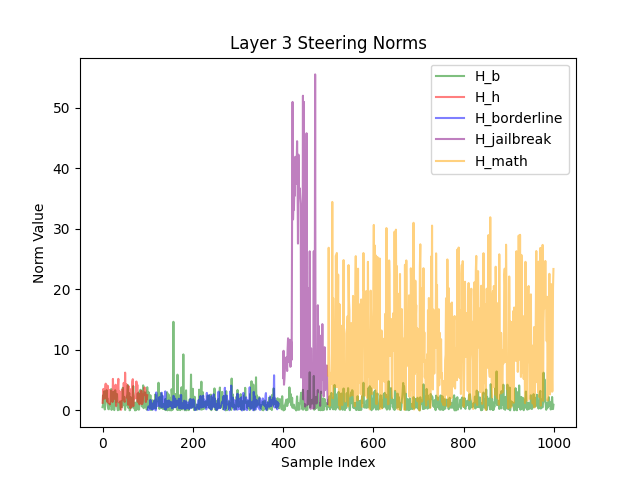 Layer 3 Steering Norms
H_b
H_h
H_borderline
H_jailbreak
H_math
Norm Value
50
40
30
20
10
0
0
200
400
600
800
1000
Sample Index